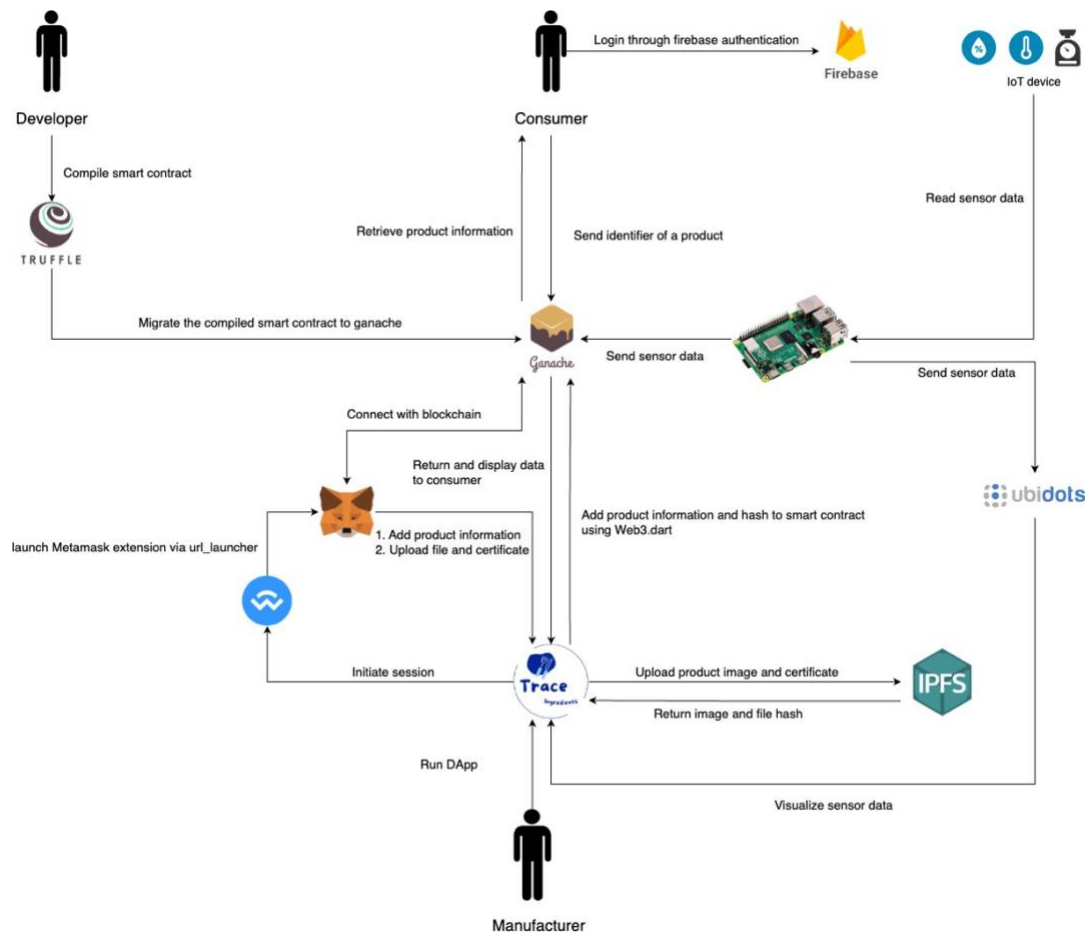 Login through firebase authentication
Firebase
%
IoT device
Developer
Consumer
Compile smart contract
TRUFFLE
Read sensor data
Retrieve product information
Send identifier of a product
Migrate the compiled smart contract to ganache
Ganache
Send sensor data
Send sensor data
Connect with blockchain
Return and display data
to consumer
ubidots
Add product information and hash to smart contract
using Web3.dart
1. Add product information
2. Upload file and certificate
launch Metamask extension via url_launcher
Initiate session
Trace
Ingredients
Upload product image and certificate
IPFS
Return image and file hash
Run DApp
Visualize sensor data
Manufacturer